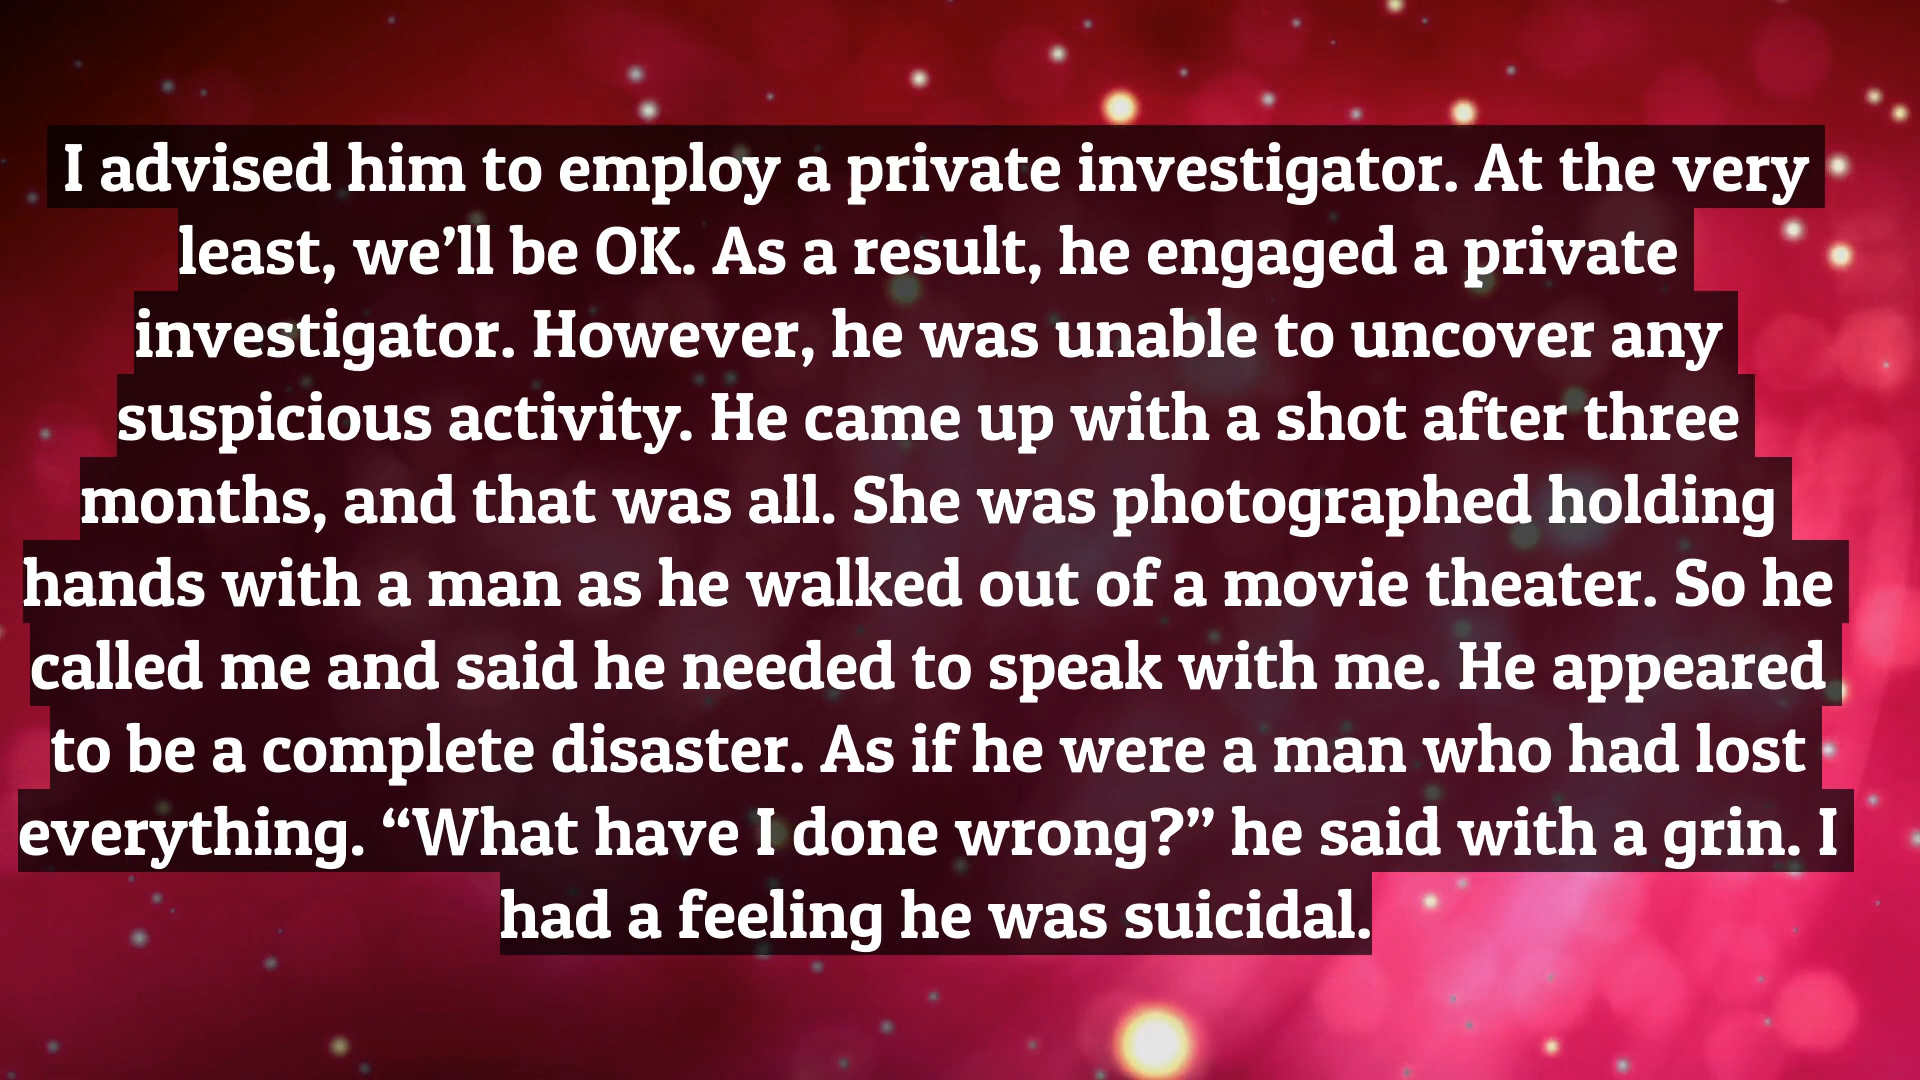 I advised him to employ a private investigator. At the very
least, we’ll be OK. As a result, he engaged a private
investigator. However, he was unable to uncover any
suspicious activity. He came up with a shot after three
months, and that was all. She was photographed holding
hands with a man as he walked out of a movie theater. So he
called me and said he needed to speak with me. He appeared
to be a complete disaster. As if he were a man who had lost
everything. “What have I done wrong?” he said with a grin. I
had a feeling he was suicidal.